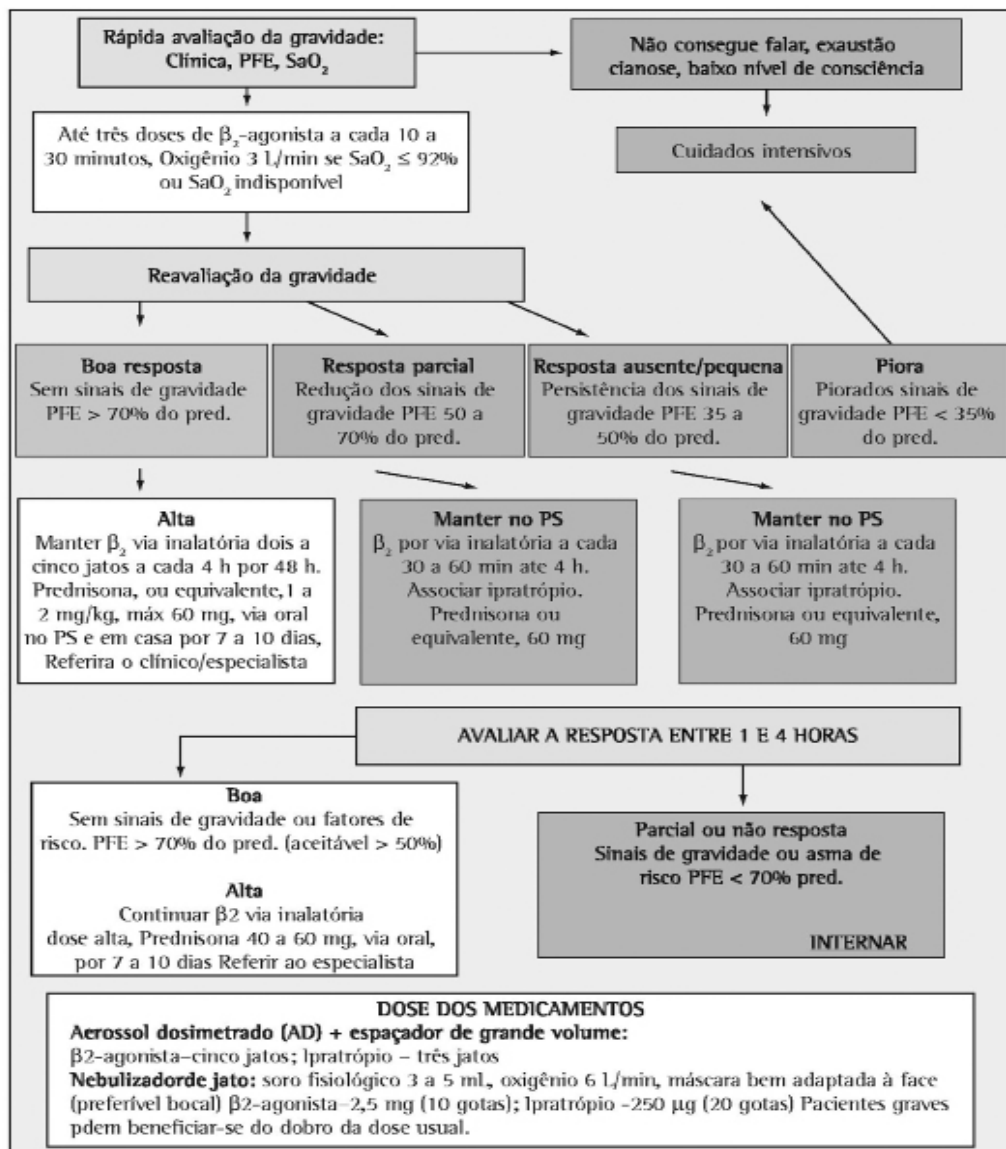 Rápida avaliação da gravidade:
Clínica, PFE, SaO₂
Não consegue falar, exaustão
cianose, baixo nível de consciência
Até três doses de β₂-agonista a cada 10 a
30 minutos, Oxigênio 3 L/min se SaO₂ ≤ 92%
ou SaO₂ indisponível
Cuidados intensivos
Reavaliação da gravidade
Boa resposta
Sem sinais de gravidade
PFE > 70% do pred.
Resposta parcial
Redução dos sinais de
gravidade PFE 50 a
70% do pred.
Resposta ausente/pequena
Persistência dos sinais de
gravidade PFE 35 a
50% do pred.
Piora
Piorados sinais de
gravidade PFE < 35%
do pred.
Alta
Manter β₂ via inalatória dois a
cinco jatos a cada 4 h por 48 h.
Prednisona, ou equivalente,1 a
2 mg/kg, máx 60 mg, via oral
no PS e em casa por 7 a 10 dias,
Referira o clínico/especialista
Manter no PS
β₂ por via inalatória a cada
30 a 60 min ate 4 h.
Associar ipratrópio.
Prednisona ou
equivalente, 60 mg
Manter no PS
β₂ por via inalatória a cada
30 a 60 min ate 4 h.
Associar ipratrópio.
Prednisona ou equivalente,
60 mg
AVALIAR A RESPOSTA ENTRE 1 E 4 HORAS
Boa
Sem sinais de gravidade ou fatores de
risco. PFE > 70% do pred. (aceitável > 50%)
Alta
Continuar β2 via inalatória
dose alta, Prednisona 40 a 60 mg, via oral,
por 7 a 10 dias Referir ao especialista
Parcial ou não resposta
Sinais de gravidade ou asma de
risco PFE < 70% pred.
INTERNAR
DOSE DOS MEDICAMENTOS
Aerossol dosimetrado (AD) + espaçador de grande volume:
β2-agonista–cinco jatos; Ipratrópio – três jatos
Nebulizadorde jato: soro fisiológico 3 a 5 mL, oxigênio 6 L/min, máscara bem adaptada à face
(preferível bocal) β2-agonista–2,5 mg (10 gotas); Ipratrópio -250 µg (20 gotas) Pacientes graves
pdem beneficiar-se do dobro da dose usual.